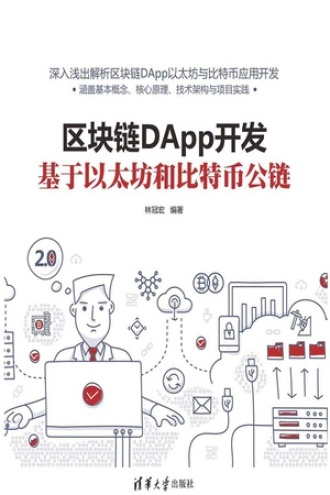 深入浅出解析区块链DApp以太坊与比特币应用开发
• 涵盖基本概念、核心原理、技术架构与项目实践 •
区块链DApp开发
基于以太坊和比特币公链
林冠宏 编著
2.0
清华大学出版社